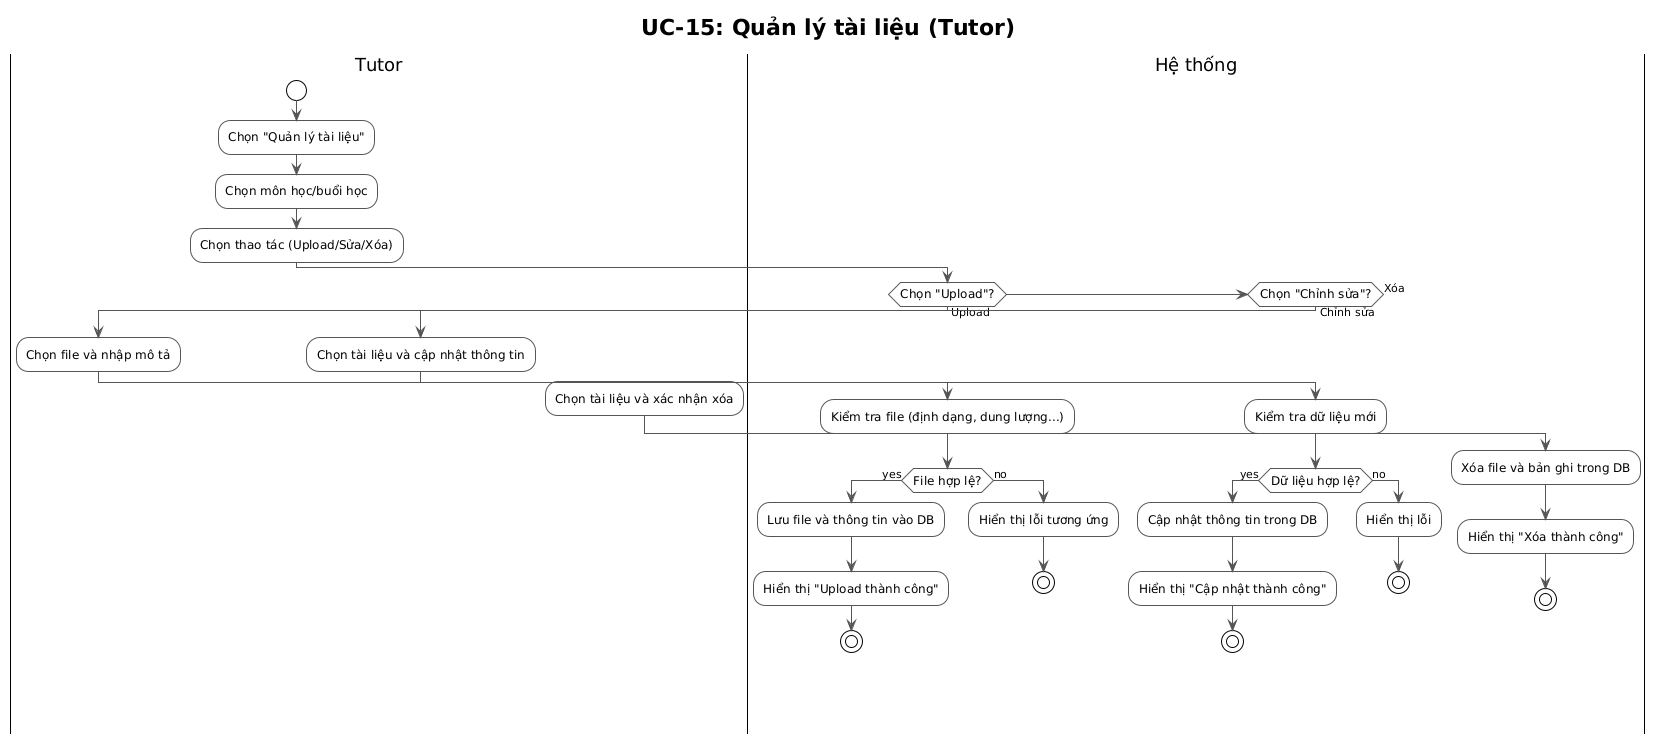 UC-15: Quản lý tài liệu (Tutor)
Tutor
Hệ thống
Chọn "Quản lý tài liệu"
Chọn môn học/buổi học
Chọn thao tác (Upload/Sửa/Xóa)
Chọn "Upload"?
Chọn "Chỉnh sửa"?
Xóa
Upload
Chỉnh sửa
Chọn file và nhập mô tả
Chọn tài liệu và cập nhật thông tin
Chọn tài liệu và xác nhận xóa
Kiểm tra file (định dạng, dung lượng...)
Kiểm tra dữ liệu mới
yes
File hợp lệ?
no
yes
Dữ liệu hợp lệ?
no
Xóa file và bản ghi trong DB
Lưu file và thông tin vào DB
Hiển thị lỗi tương ứng
Cập nhật thông tin trong DB
Hiển thị lỗi
Hiển thị "Xóa thành công"
Hiển thị "Upload thành công"
Hiển thị "Cập nhật thành công"